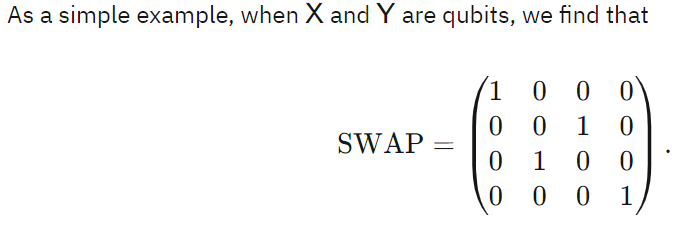 As a simple example, when X and Y are qubits, we find that
1 0 0 0
0 0 1 0
SWAP =
0 1 0 0
0 0 0 1 .